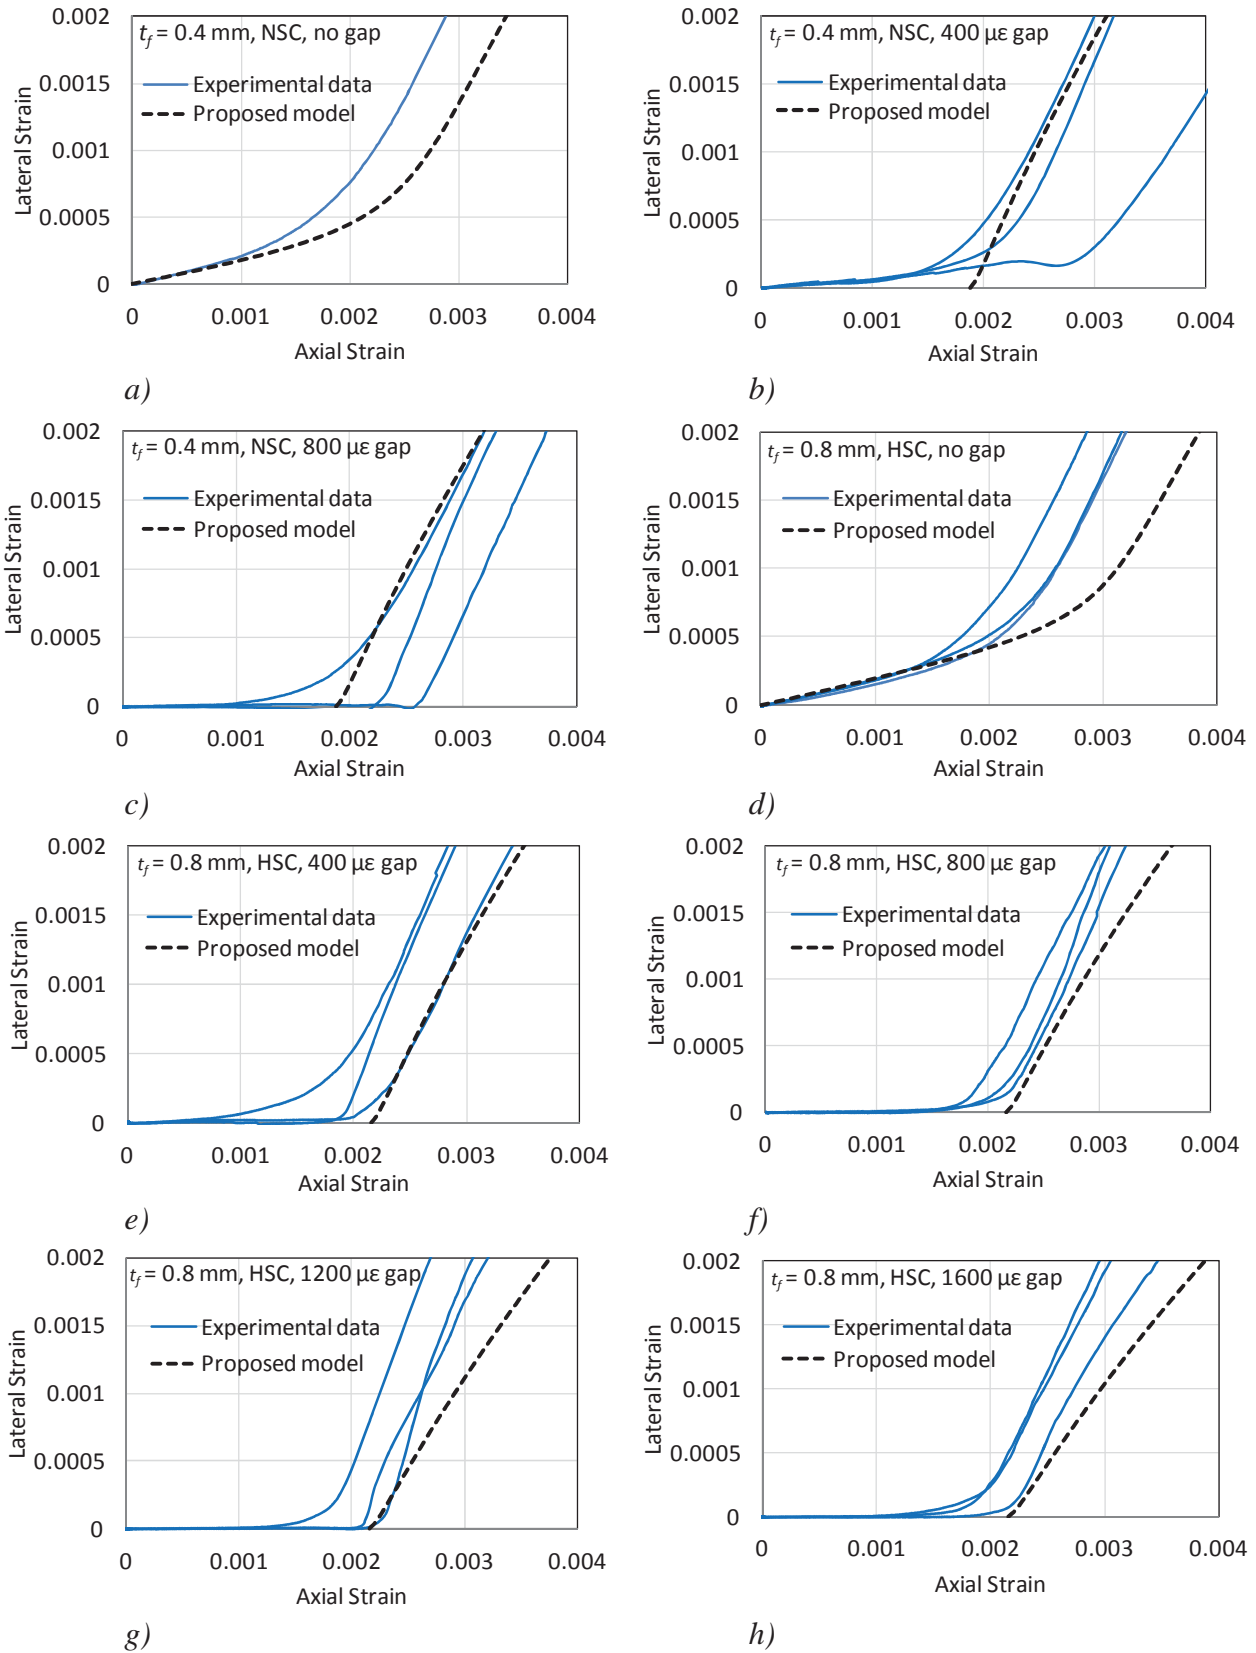 tf = 0.4 mm, NSC, no gap
Experimental data
Proposed model
Lateral Strain
0.002
0.0015
0.001
0.0005
0
0 0.001 0.002 0.003 0.004
Axial Strain
a)
tf = 0.4 mm, NSC, 400 µε gap
Experimental data
Proposed model
Lateral Strain
0.002
0.0015
0.001
0.0005
0
0 0.001 0.002 0.003 0.004
Axial Strain
b)
tf = 0.4 mm, NSC, 800 µε gap
Experimental data
Proposed model
Lateral Strain
0.002
0.0015
0.001
0.0005
0
0 0.001 0.002 0.003 0.004
Axial Strain
c)
tf = 0.8 mm, HSC, no gap
Experimental data
Proposed model
Lateral Strain
0.002
0.0015
0.001
0.0005
0
0 0.001 0.002 0.003 0.004
Axial Strain
d)
tf = 0.8 mm, HSC, 400 µε gap
Experimental data
Proposed model
Lateral Strain
0.002
0.0015
0.001
0.0005
0
0 0.001 0.002 0.003 0.004
Axial Strain
e)
tf = 0.8 mm, HSC, 800 µε gap
Experimental data
Proposed model
Lateral Strain
0.002
0.0015
0.001
0.0005
0
0 0.001 0.002 0.003 0.004
Axial Strain
f)
tf = 0.8 mm, HSC, 1200 µε gap
Experimental data
Proposed model
Lateral Strain
0.002
0.0015
0.001
0.0005
0
0 0.001 0.002 0.003 0.004
Axial Strain
g)
tf = 0.8 mm, HSC, 1600 µε gap
Experimental data
Proposed model
Lateral Strain
0.002
0.0015
0.001
0.0005
0
0 0.001 0.002 0.003 0.004
Axial Strain
h)